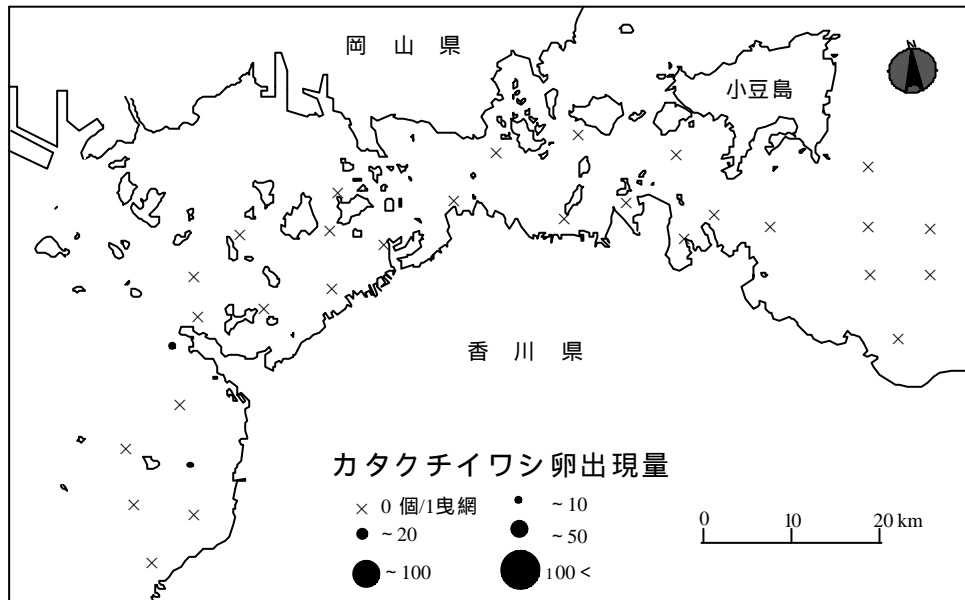 岡 山 県
N
小豆島
香 川 県
カタクチイワシ卵出現量
× 0 個/1曳網
~10
~20
~50
~100
100 <
0 10 20 km